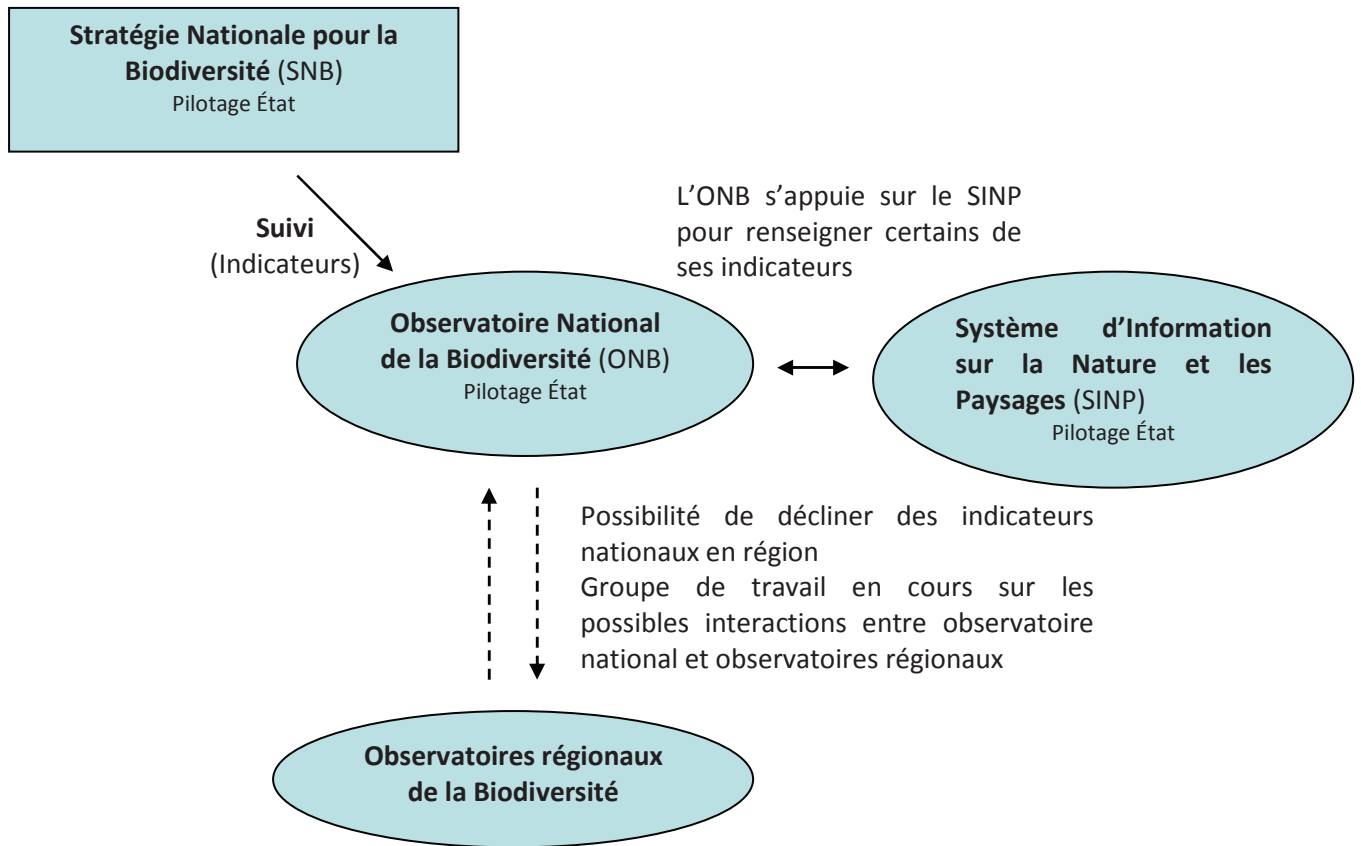 Stratégie Nationale pour la
Biodiversité (SNB)
Pilotage État
Suivi
(Indicateurs)
L’ONB s’appuie sur le SINP
pour renseigner certains de
ses indicateurs
Observatoire National
de la Biodiversité (ONB)
Pilotage État
Système d'Information
sur la Nature et les
Paysages (SINP)
Pilotage État
Possibilité de décliner des indicateurs
nationaux en région
Groupe de travail en cours sur les
possibles interactions entre observatoire
national et observatoires régionaux
Observatoires régionaux
de la Biodiversité